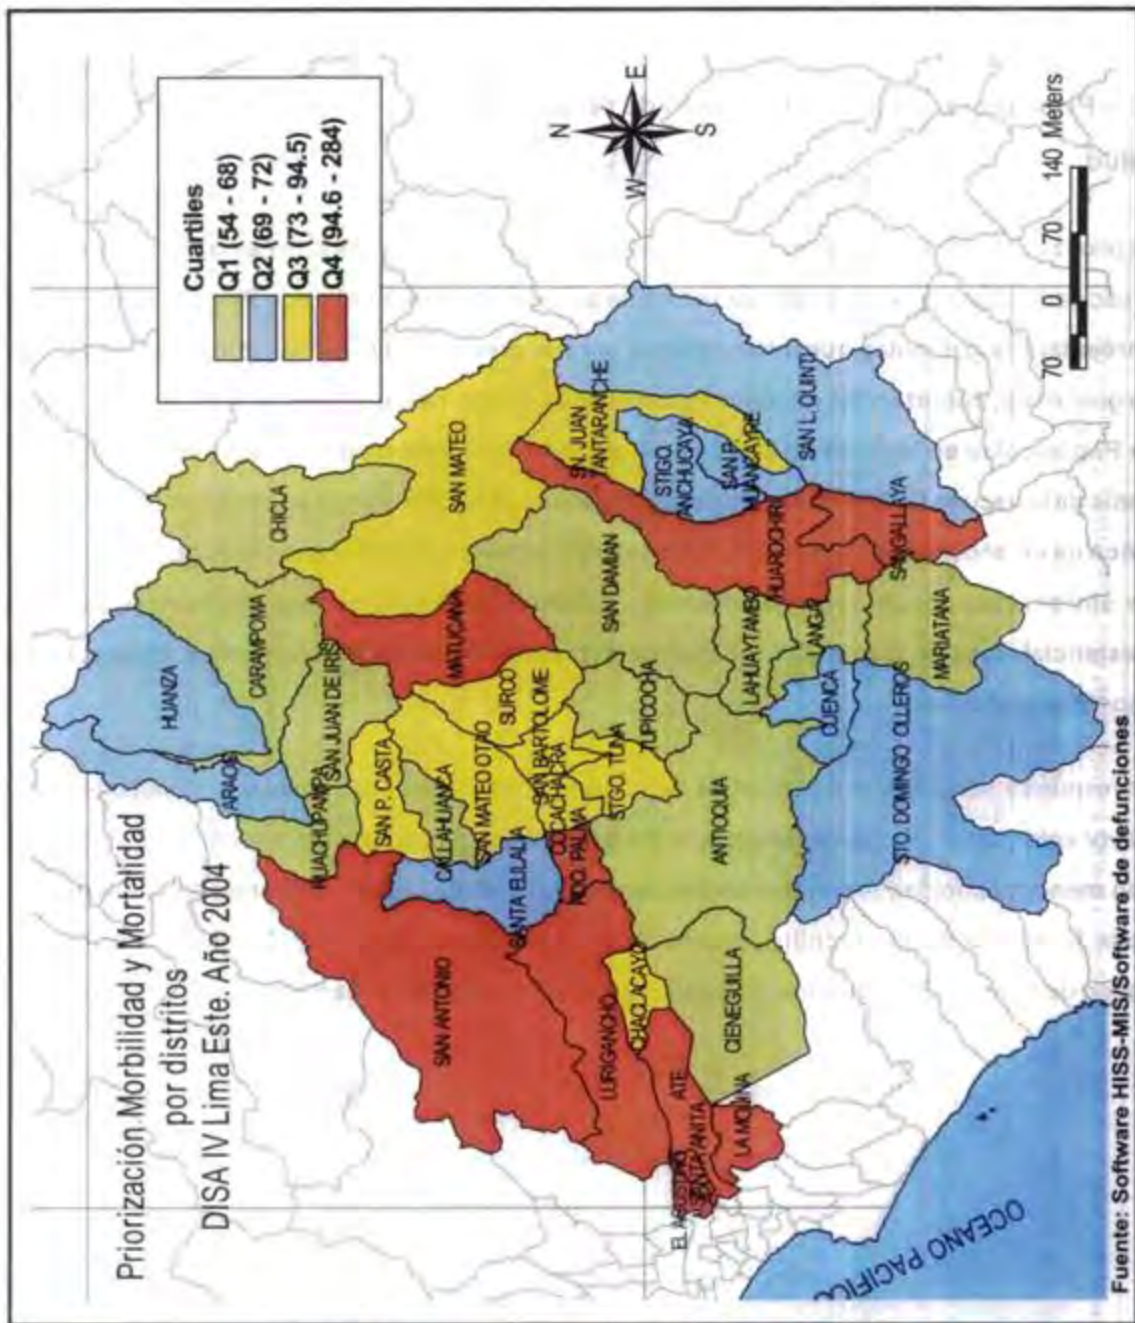 Priorización Morbilidad y Mortalidad
por distritos
DISA IV Lima Este. Año 2004
Cuartiles
Q1 (54 - 68)
Q2 (69 - 72)
Q3 (73 - 94.5)
Q4 (94.6 - 284)
N
W
E
S
HUANZA
LARAOS
CARAMPOMA
CHICLA
HUACHUPAMPA
SAN JUAN DE IRIS
SAN P. CASTA
SAN MATEO
SAN ANTONIO
CALLAHUANCA
MATUCANA
SANTA EULALIA
SAN MATEO OTAO
SURCO
SAN BARTOLOME
COCACHACRA
RICO. PALMA
STGO. TUNA
TUPICOCHA
SAN DAMIAN
SN. JUAN
TANTARANCHE
LURIGANCHO
CHACLACAYO
ATE
EL AGUSTINO
SANTA ANITA
LA MOLINA
CIENEGUILLA
ANTIOQUIA
LAHUAYTAMBO
LANGA
HUAROCHIRI
STGO.
ANCHUCAYA
SAN P.
HUANCAYRE
SAN L. QUINTI
CUENCA
SANGALLAYA
MARIATANA
STO. DOMINGO OLLEROS
OCEANO PACIFICO
70 0 70 140 Meters
Fuente: Software HISS-MIS/Software de defunciones